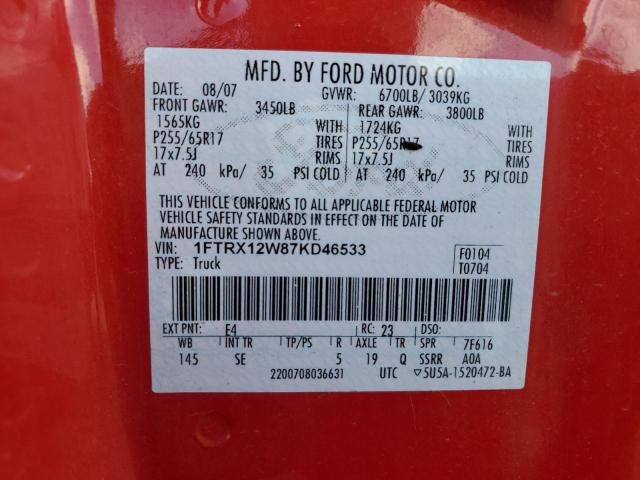 MFD. BY FORD MOTOR CO.
DATE: 08/07 GVWR: 6700LB/ 3039KG
FRONT GAWR: 3450LB REAR GAWR: 3800LB
1565KG WITH 1724KG WITH
P255/65R17 TIRES P255/65R17 TIRES
17x7.5J RIMS 17x7.5J RIMS
AT 240 kPa/ 35 PSI COLD AT 240 kPa/ 35 PSI COLD
THIS VEHICLE CONFORMS TO ALL APPLICABLE FEDERAL MOTOR
VEHICLE SAFETY STANDARDS IN EFFECT ON THE DATE OF
MANUFACTURE SHOWN ABOVE.
VIN: 1FTRX12W87KD46533 F0104
TYPE: Truck T0704
EXT PNT: E4 RC: 23 DSO:
WB INT TR TP/PS R AXLE TR SPR 7F616
145 SE 5 19 Q SSRR A0A
2200708036631 UTC ▽5U5A-1520472-BA